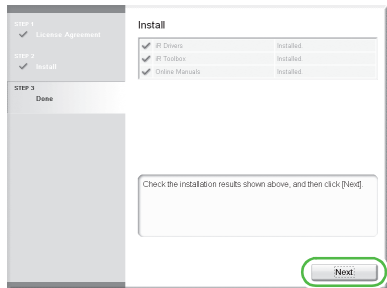 STEP 1
License Agreement
STEP 2
Install
STEP 3
Done
Install
iR Drivers Installed.
iR Toolbox Installed.
Online Manuals Installed.
Check the installation results shown above, and then click [Next].
Next